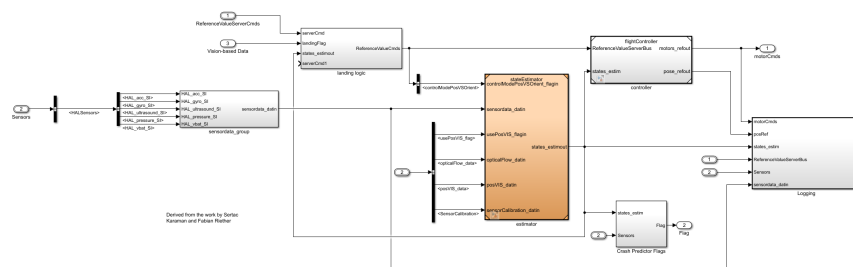 1
ReferenceValueServerCmds
3
Vision-based Data
serverCmd
landingFlag
states_estimout
serverCmd1
ReferenceValueCmds
landing logic
2
Sensors
<HALSensors>
<HAL_acc_SI>
<HAL_gyro_SI>
<HAL_ultrasound_SI>
<HAL_pressure_SI>
<HAL_vbat_SI>
HAL_acc_SI
HAL_gyro_SI
HAL_ultrasound_SI
HAL_pressure_SI
HAL_vbat_SI
sensordata_datin
sensordata_group
<controlModePosVSOrient>
stateEstimator
controlModePosVSOrient_flagin
sensordata_datin
usePosVIS_flagin
opticalFlow_datin
posVIS_datin
sensorCalibration_datin
states_estimout
estimator
2
<usePosVIS_flag>
<opticalFlow_data>
<posVIS_data>
<SensorCalibration>
flightController
ReferenceValueServerBus
states_estim
motors_refout
pose_refout
controller
1
motorCmds
motorCmds
posRef
states_estim
ReferenceValueServerBus
Sensors
sensordata_datin
Logging
1
2
states_estim
Sensors
Flag
Crash Predictor Flags
2
2
Flag
Derived from the work by Sertac
Karaman and Fabian Riether